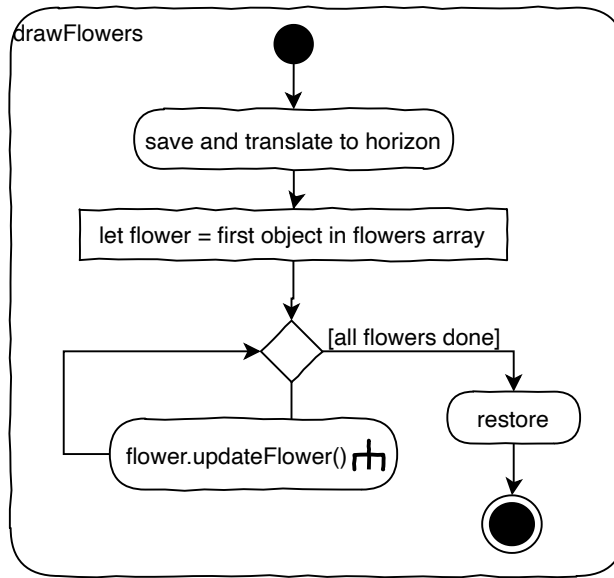 drawFlowers
save and translate to horizon
let flower = first object in flowers array
[all flowers done]
restore
flower.updateFlower()